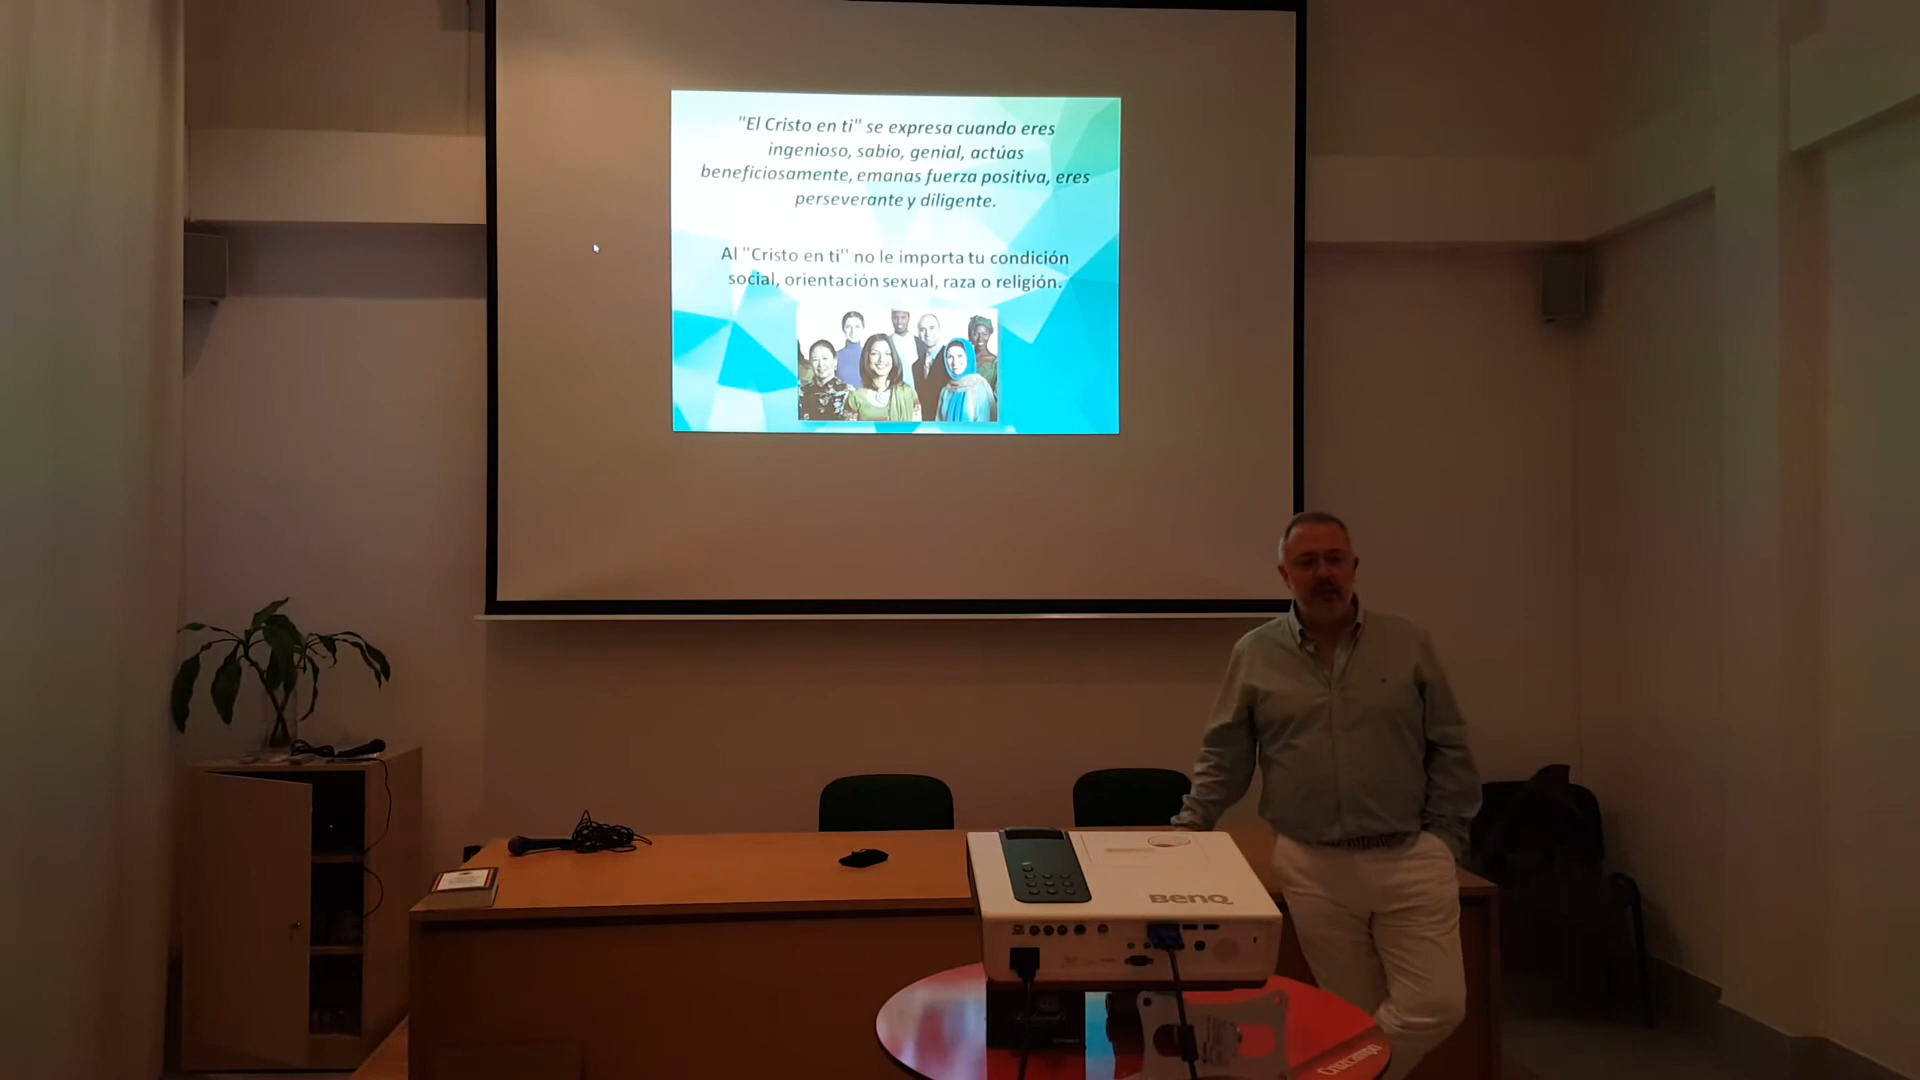 "El Cristo en ti" se expresa cuando eres
ingenioso, sabio, genial, actúas
beneficiosamente, emanas fuerza positiva, eres
perseverante y diligente.
Al "Cristo en ti" no le importa tu condición
social, orientación sexual, raza o religión.
BenQ
Cruzcampo